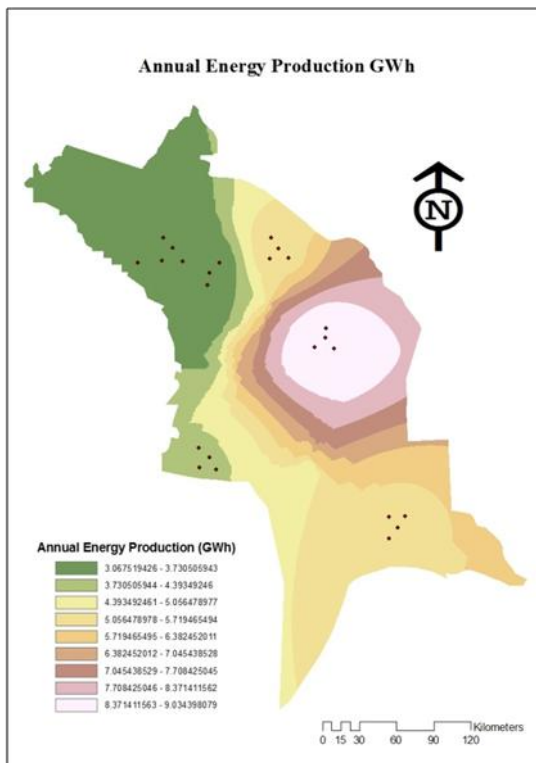 Annual Energy Production GWh
N
Annual Energy Production (GWh)
3.067519426 - 3.730505943
3.730505944 - 4.39349246
4.393492461 - 5.056478977
5.056478978 - 5.719465494
5.719465495 - 6.382452011
6.382452012 - 7.045438528
7.045438529 - 7.708425045
7.708425046 - 8.371411562
8.371411563 - 9.034398079
Kilometers
0 15 30 60 90 120